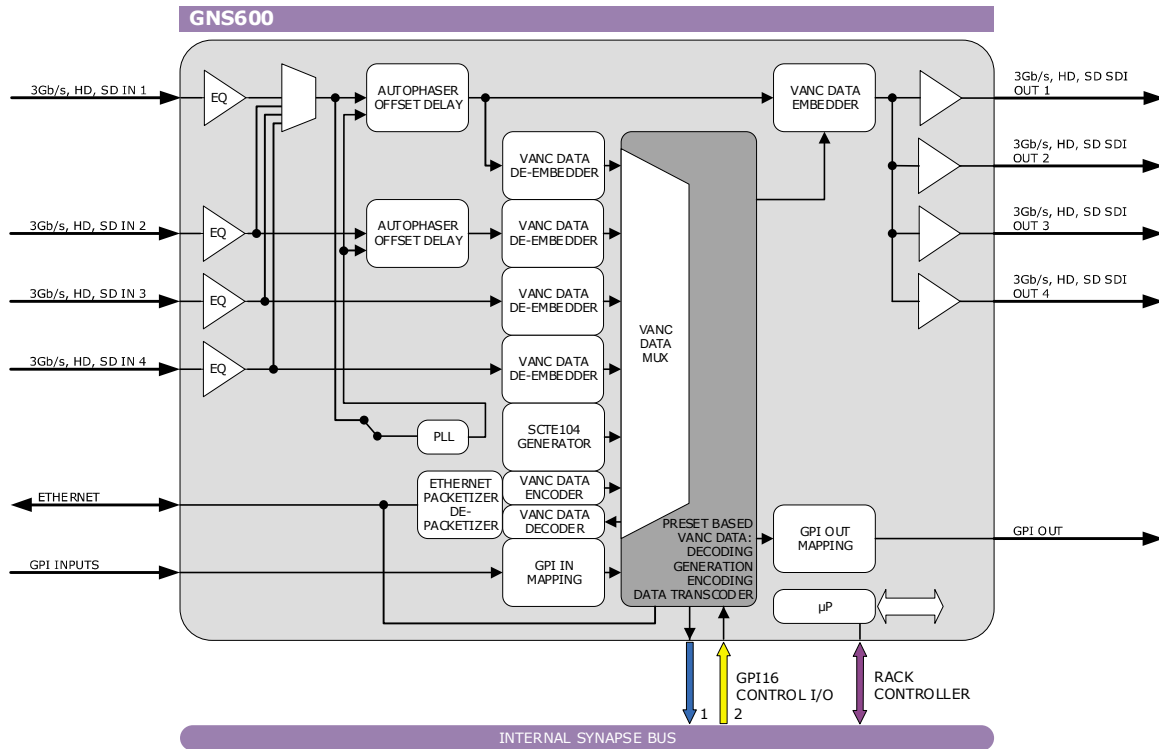 GNS600
3Gb/s, HD, SD IN 1
EQ
AUTOPHASER
OFFSET DELAY
VANC DATA
EMBEDDER
3Gb/s, HD, SD SDI
OUT 1
VANC DATA
DE-EMBEDDER
3Gb/s, HD, SD SDI
OUT 2
3Gb/s, HD, SD IN 2
EQ
AUTOPHASER
OFFSET DELAY
VANC DATA
DE-EMBEDDER
3Gb/s, HD, SD SDI
OUT 3
3Gb/s, HD, SD IN 3
EQ
VANC DATA
DE-EMBEDDER
3Gb/s, HD, SD SDI
OUT 4
VANC
DATA
MUX
3Gb/s, HD, SD IN 4
EQ
VANC DATA
DE-EMBEDDER
PLL
SCTE104
GENERATOR
ETHERNET
ETHERNET
PACKETIZER
DE-
PACKETIZER
VANC DATA
ENCODER
VANC DATA
DECODER
PRESET BASED
VANC DATA:
DECODING
GENERATION
ENCODING
DATA TRANSCODER
GPI OUT
MAPPING
GPI OUT
GPI INPUTS
GPI IN
MAPPING
µP
GPI16
CONTROL I/O
1
2
RACK
CONTROLLER
INTERNAL SYNAPSE BUS